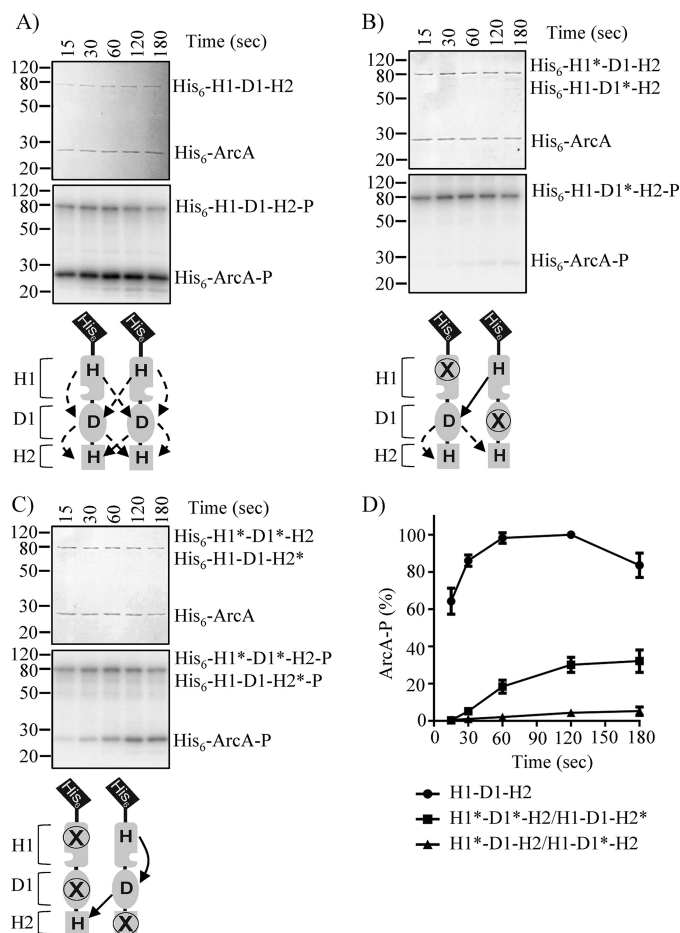 A)
15 30 60 120 180 Time (sec)
120
80
50
30
20
His6-H1-D1-H2
His6-ArcA
120
80
50
30
20
His6-H1-D1-H2-P
His6-ArcA-P
His6 His6
H1 H H
D1 D D
H2 H H
B)
15 30 60 120 180 Time (sec)
120
80
50
30
20
His6-H1*-D1-H2
His6-H1-D1*-H2
His6-ArcA
120
80
50
30
20
His6-H1-D1*-H2-P
His6-ArcA-P
His6 His6
H1 X H
D1 D X
H2 H H
C)
15 30 60 120 180 Time (sec)
120
80
50
30
20
His6-H1*-D1*-H2
His6-H1-D1-H2*
His6-ArcA
120
80
50
30
20
His6-H1*-D1*-H2-P
His6-H1-D1-H2*-P
His6-ArcA-P
His6 His6
H1 X H
D1 X D
H2 H X
D)
100
80
60
40
20
0
ArcA-P (%)
0 30 60 90 120 150 180
Time (sec)
H1-D1-H2
H1*-D1*-H2/H1-D1-H2*
H1*-D1-H2/H1-D1*-H2